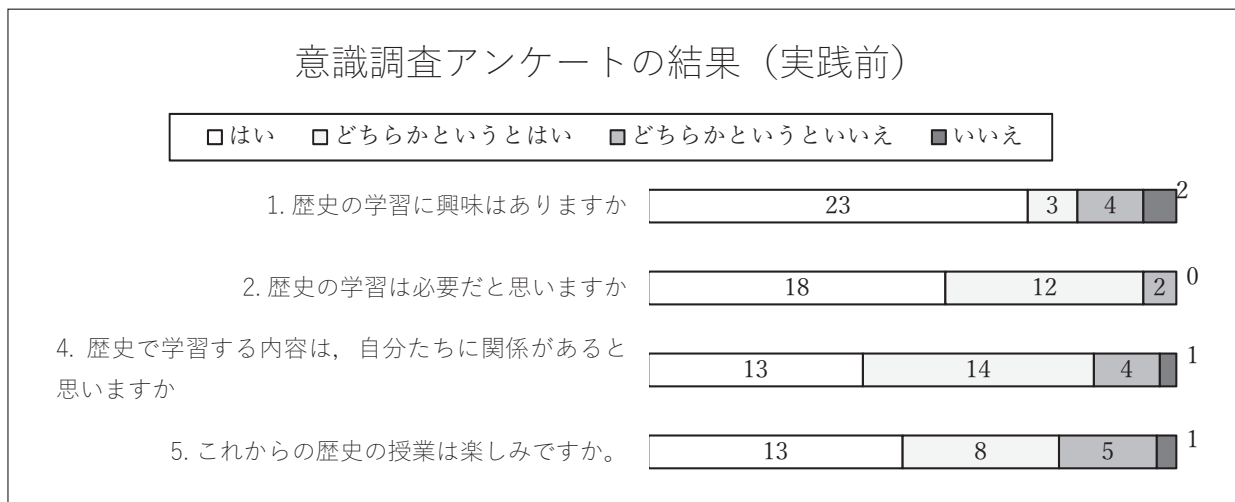 意識調査アンケートの結果（実践前）
□はい □どちらかというとはい ■どちらかというといいえ ■いいえ
1. 歴史の学習に興味はありますか 23 3 4 2
2. 歴史の学習は必要だと思いますか 18 12 2 0
4. 歴史で学習する内容は，自分たちに関係があると
思いますか 13 14 4 1
5. これからの歴史の授業は楽しみですか。 13 8 5 1